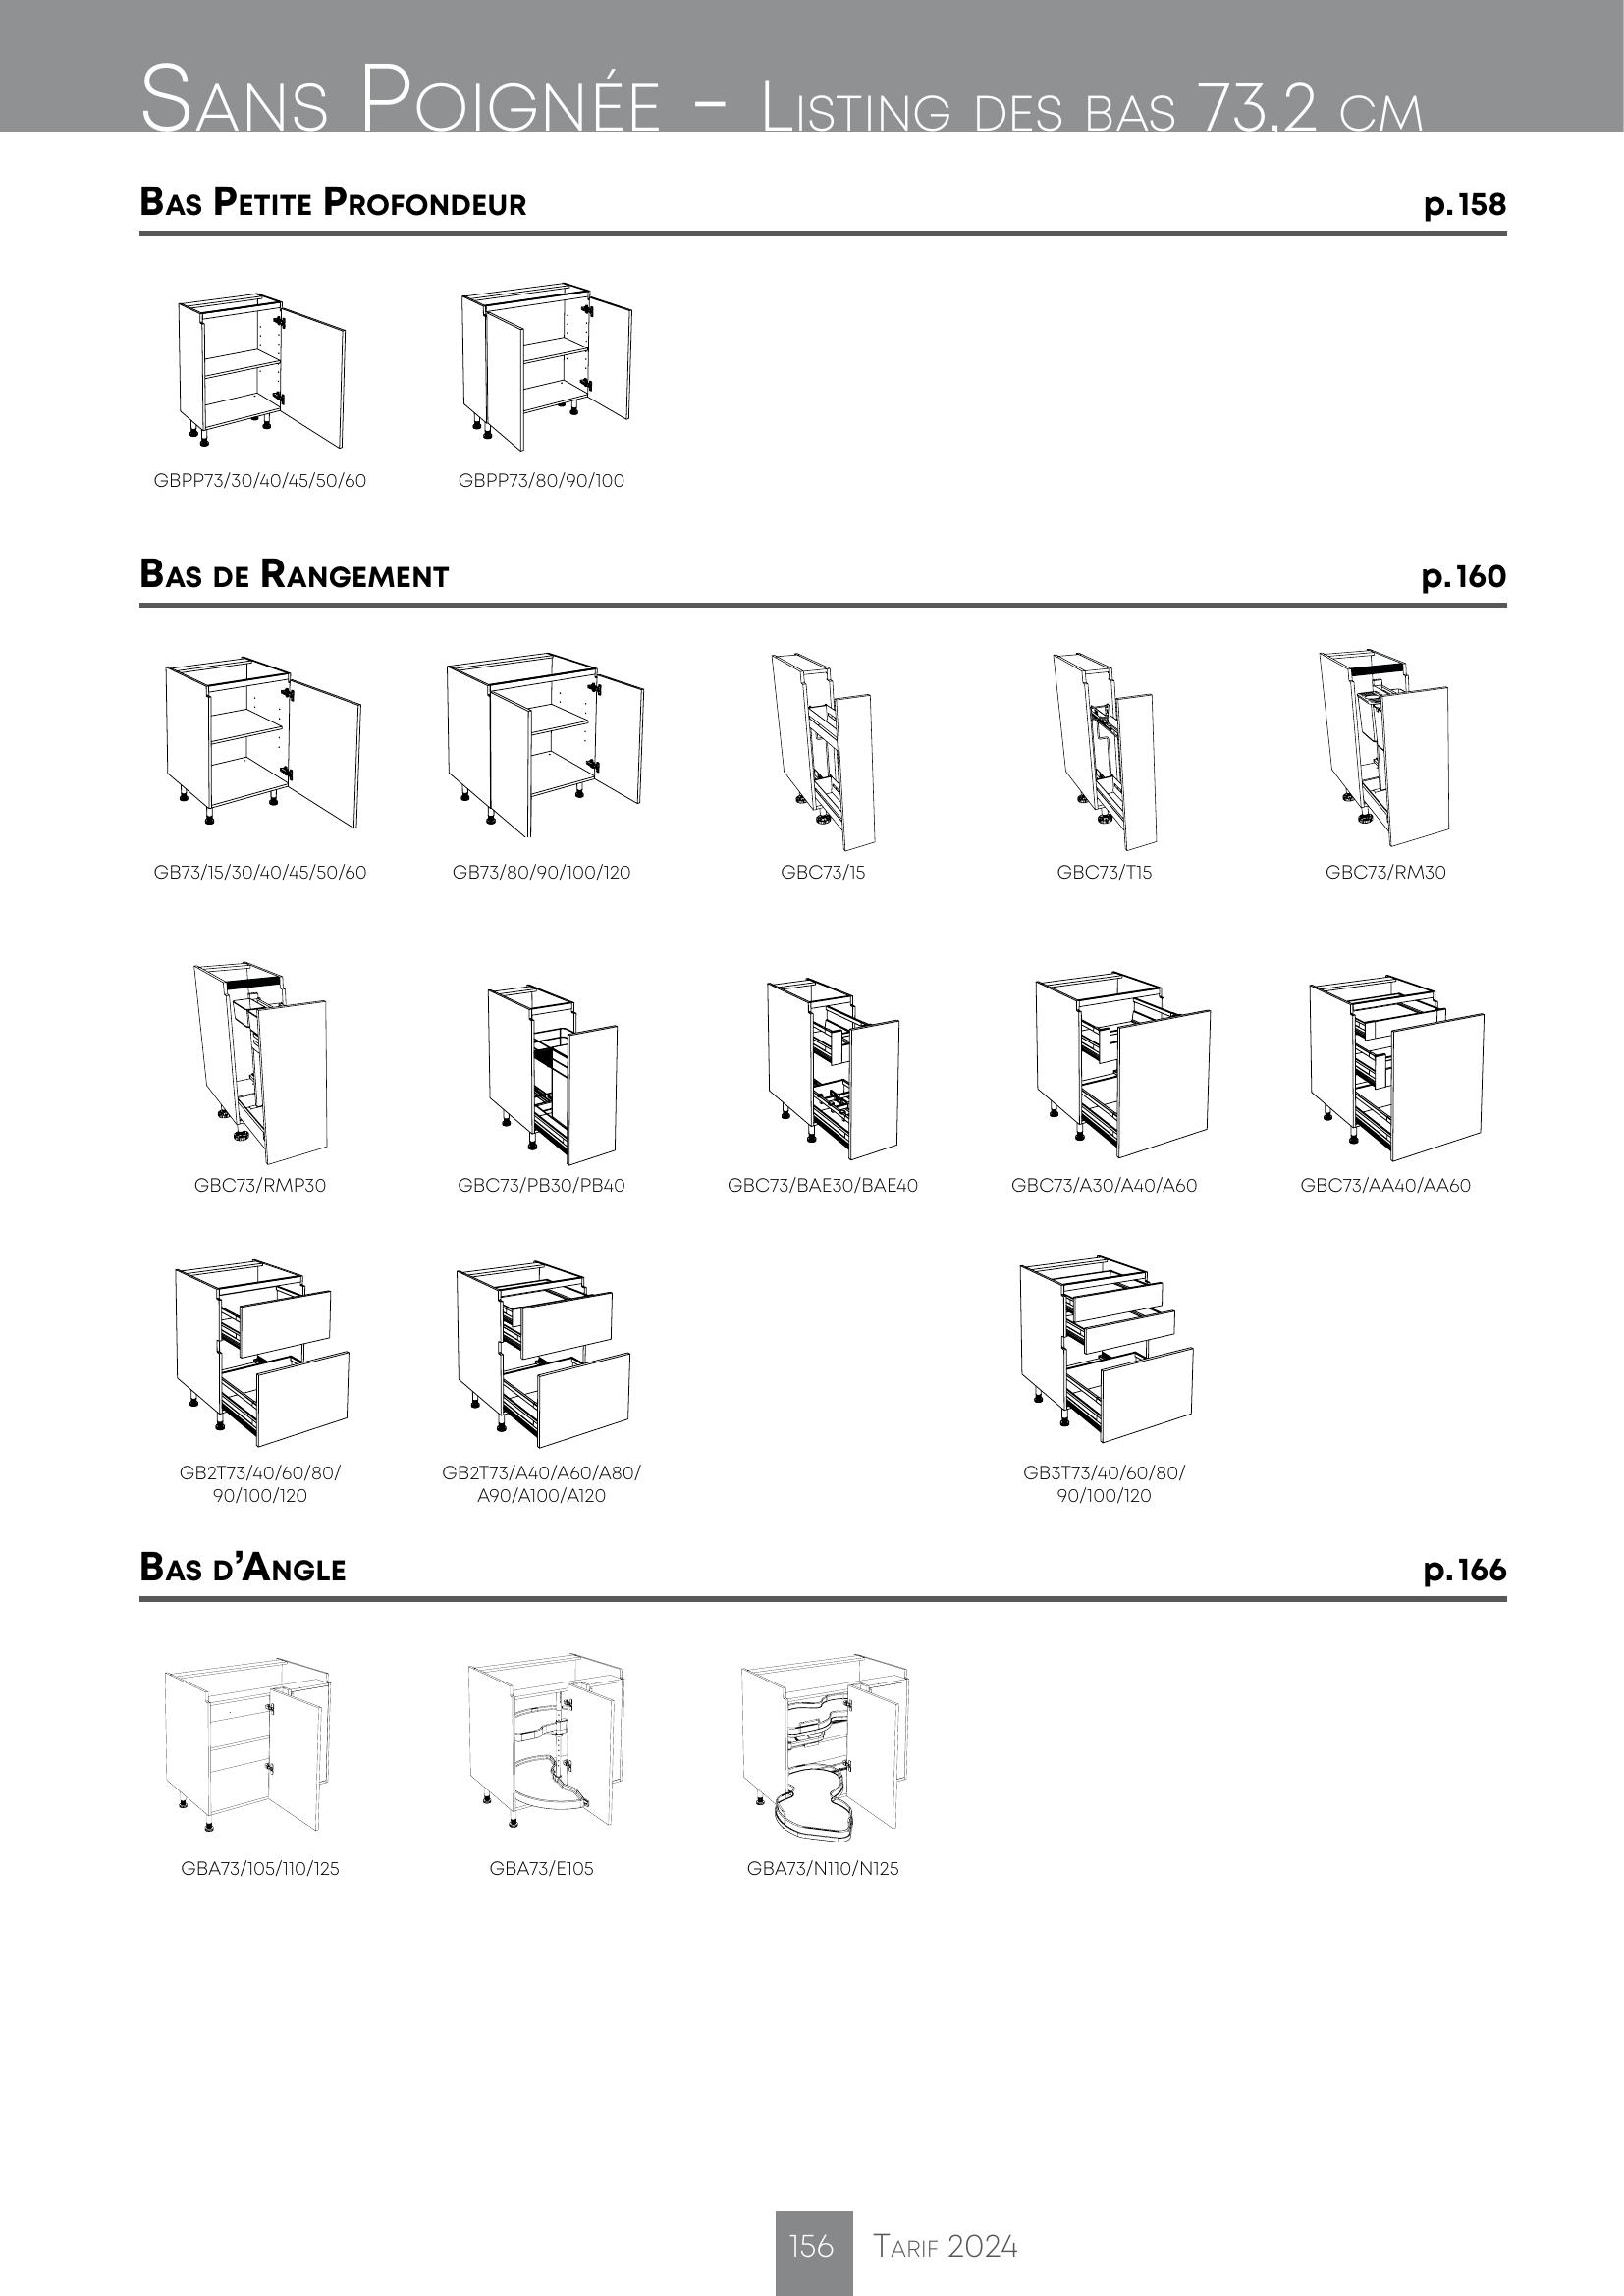 Sans Poignée - Listing des bas 73,2 cm
Bas Petite Profondeur p.158
GBPP73/30/40/45/50/60 GBPP73/80/90/100
Bas de Rangement p.160
GB73/15/30/40/45/50/60 GB73/80/90/100/120 GBC73/15 GBC73/T15 GBC73/RM30
GBC73/RMP30 GBC73/PB30/PB40 GBC73/BAE30/BAE40 GBC73/A30/A40/A60 GBC73/AA40/AA60
GB2T73/40/60/80/
90/100/120
GB2T73/A40/A60/A80/
A90/A100/A120
GB3T73/40/60/80/
90/100/120
Bas d’Angle p.166
GBA73/105/110/125 GBA73/E105 GBA73/N110/N125
156 Tarif 2024